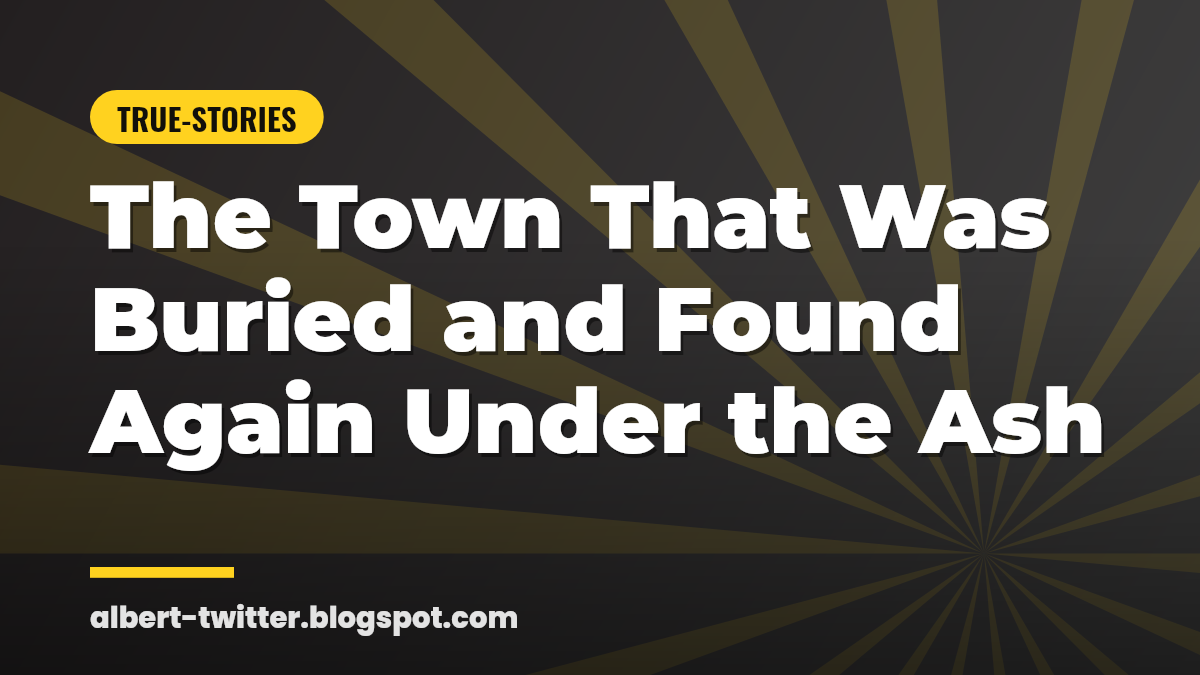 TRUE-STORIES
The Town That Was
Buried and Found
Again Under the Ash
albert-twitter.blogspot.com